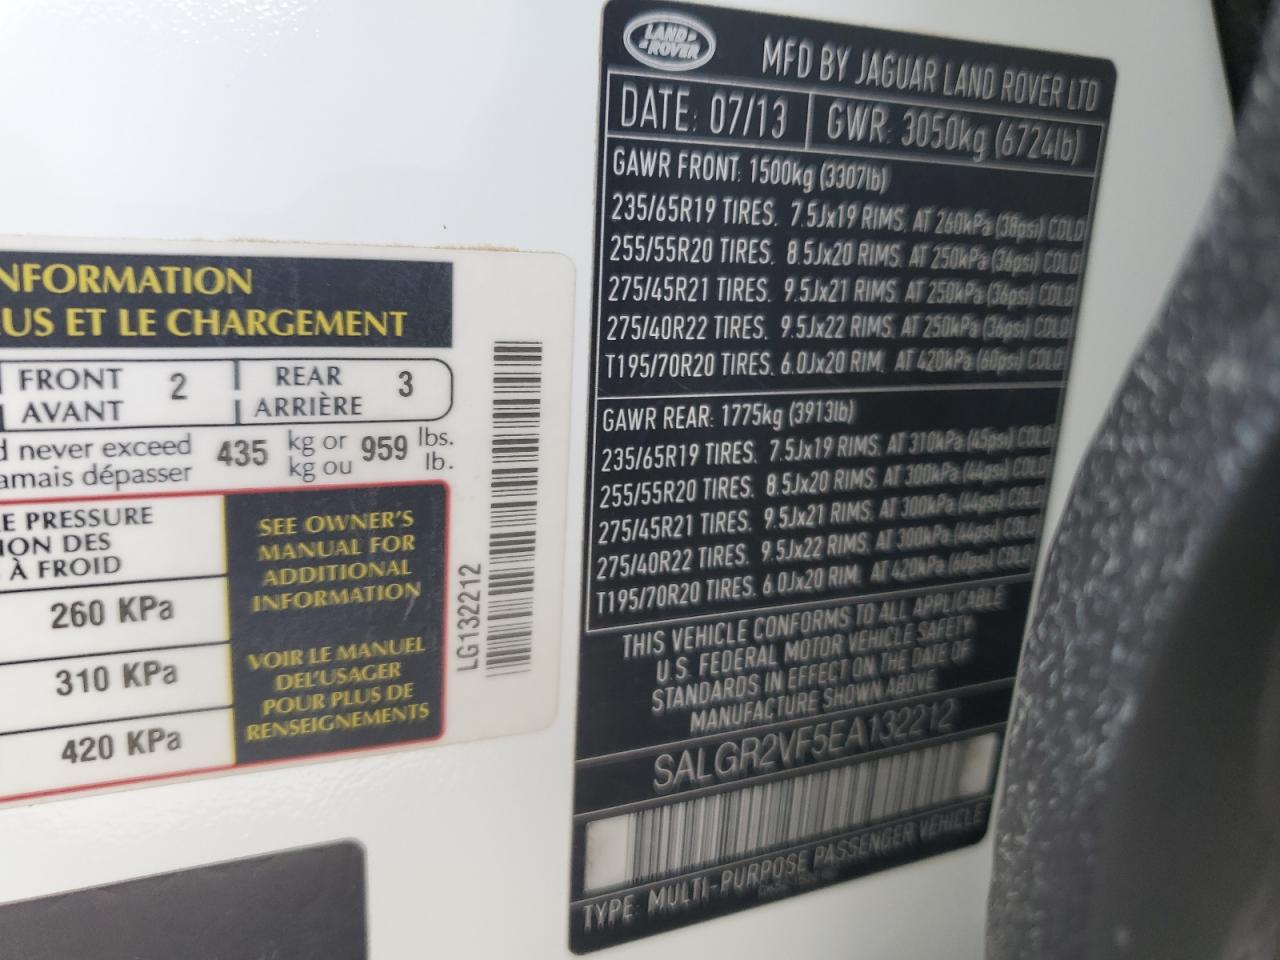 NFORMATION
US ET LE CHARGEMENT
FRONT 2 REAR 3
AVANT ARRIÈRE
d never exceed 435 kg or 959 lbs.
amais dépasser kg ou lb.
E PRESSURE
ION DES
À FROID
260 KPa
310 KPa
420 KPa
SEE OWNER'S
MANUAL FOR
ADDITIONAL
INFORMATION
VOIR LE MANUEL
DEL'USAGER
POUR PLUS DE
RENSEIGNEMENTS
LG132212
LAND ROVER
MFD BY JAGUAR LAND ROVER LTD
DATE: 07/13 GWR: 3050kg (6724lb)
GAWR FRONT: 1500kg (3307lb)
235/65R19 TIRES, 7.5Jx19 RIMS, AT 260kPa (38psi) COLD
255/55R20 TIRES, 8.5Jx20 RIMS, AT 250kPa (36psi) COLD
275/45R21 TIRES, 9.5Jx21 RIMS, AT 250kPa (36psi) COLD
275/40R22 TIRES, 9.5Jx22 RIMS, AT 250kPa (36psi) COLD
T195/70R20 TIRES, 6.0Jx20 RIM, AT 420kPa (60psi) COLD
GAWR REAR: 1775kg (3913lb)
235/65R19 TIRES, 7.5Jx19 RIMS, AT 310kPa (45psi) COLD
255/55R20 TIRES, 8.5Jx20 RIMS, AT 300kPa (44psi) COLD
275/45R21 TIRES, 9.5Jx21 RIMS, AT 300kPa (44psi) COLD
275/40R22 TIRES, 9.5Jx22 RIMS, AT 300kPa (44psi) COLD
T195/70R20 TIRES, 6.0Jx20 RIM, AT 420kPa (60psi) COLD
THIS VEHICLE CONFORMS TO ALL APPLICABLE
U.S. FEDERAL MOTOR VEHICLE SAFETY
STANDARDS IN EFFECT ON THE DATE OF
MANUFACTURE SHOWN ABOVE
SALGR2VF5EA132212
TYPE: MULTI-PURPOSE PASSENGER VEHICLE